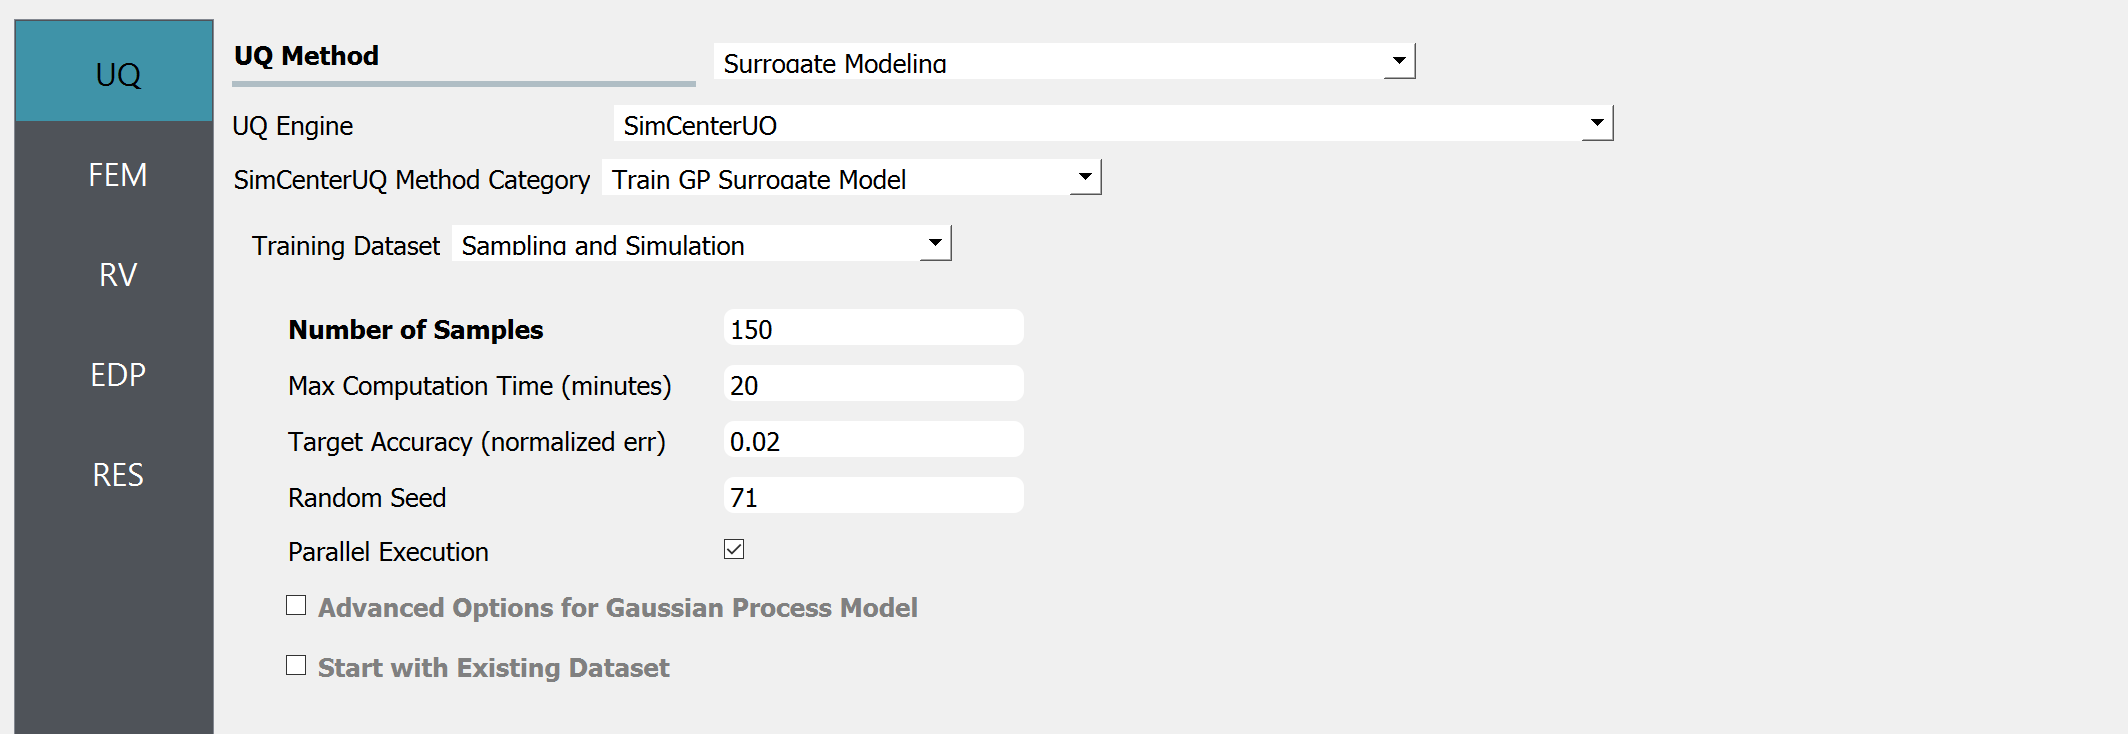 UQ
FEM
RV
EDP
RES
UQ Method
Surrogate Modeling
UQ Engine
SimCenterUQ
SimCenterUQ Method Category
Train GP Surrogate Model
Training Dataset
Sampling and Simulation
Number of Samples
150
Max Computation Time (minutes)
20
Target Accuracy (normalized err)
0.02
Random Seed
71
Parallel Execution
Advanced Options for Gaussian Process Model
Start with Existing Dataset